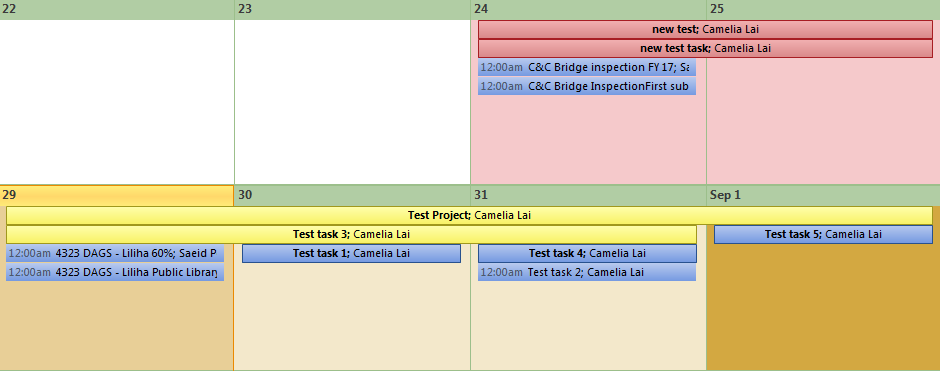 22 23 24 25
new test; Camelia Lai
new test task; Camelia Lai
12:00am C&C Bridge inspection FY 17; Sa
12:00am C&C Bridge InspectionFirst sub
29 30 31 Sep 1
Test Project; Camelia Lai
Test task 3; Camelia Lai Test task 5; Camelia Lai
12:00am 4323 DAGS - Liliha 60%; Saeid P Test task 1; Camelia Lai Test task 4; Camelia Lai
12:00am 4323 DAGS - Liliha Public Library 12:00am Test task 2; Camelia Lai